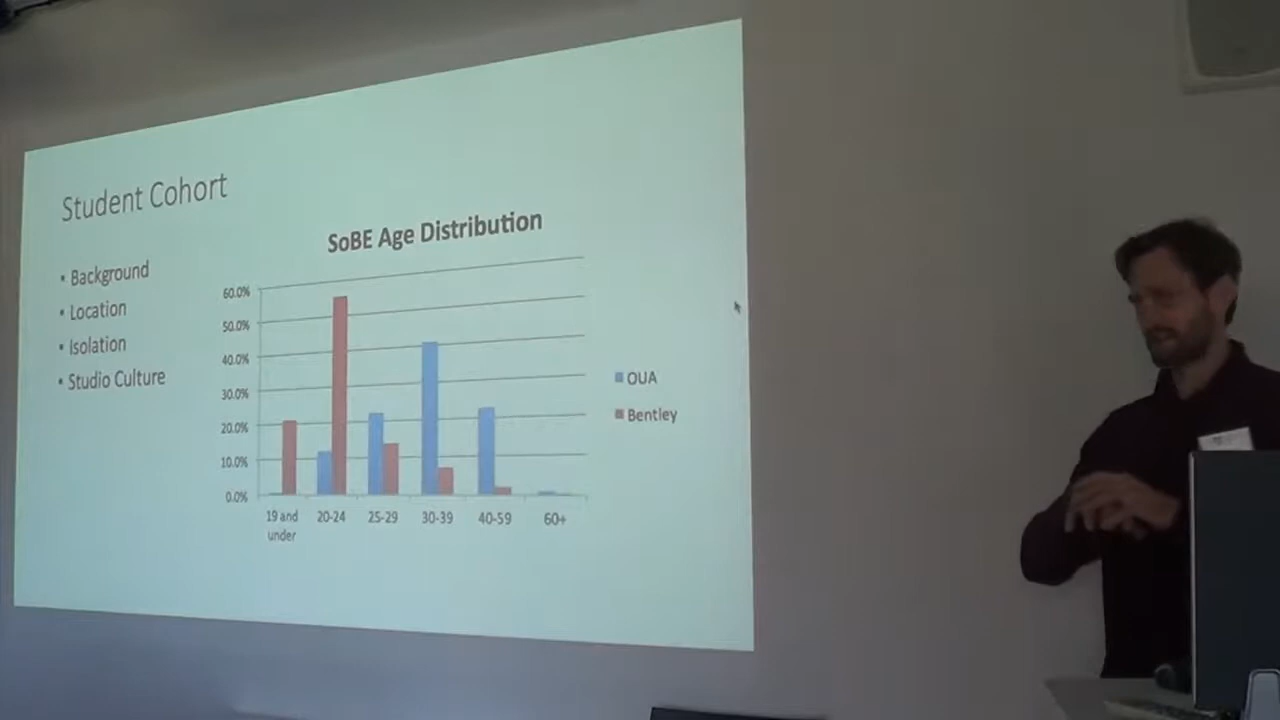 Student Cohort
• Background
• Location
• Isolation
• Studio Culture
SoBE Age Distribution
60.0%
50.0%
40.0%
30.0%
20.0%
10.0%
0.0%
19 and under
20-24
25-29
30-39
40-59
60+
OUA
Bentley